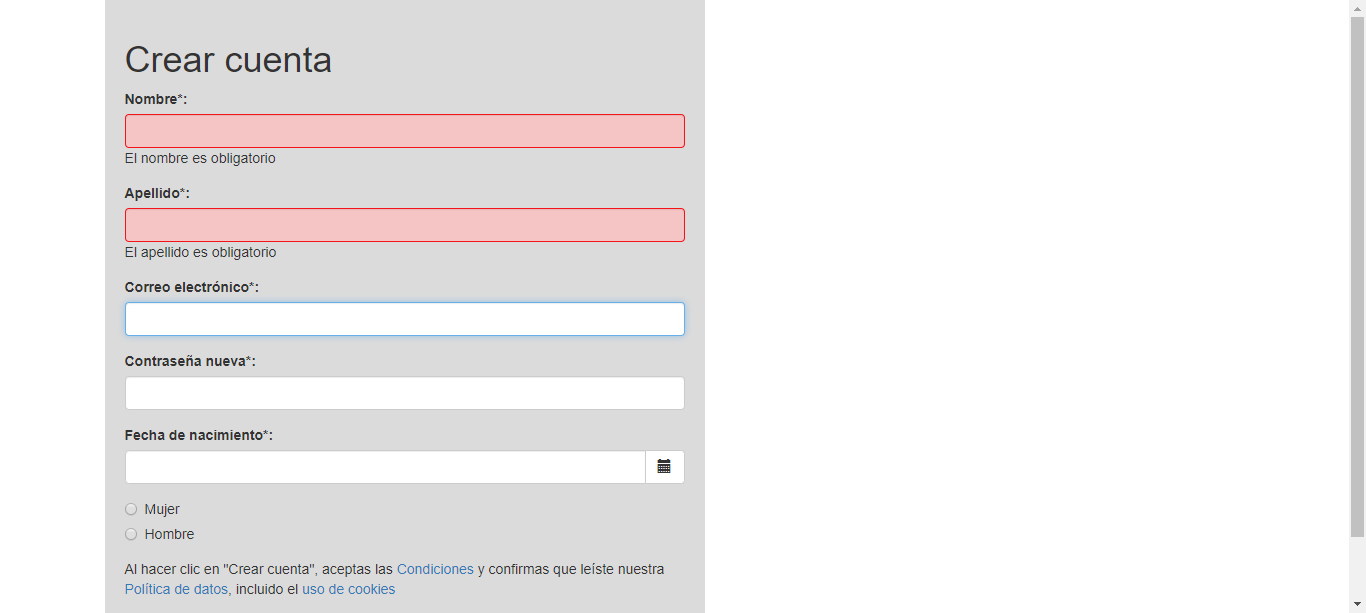 Crear cuenta
Nombre*:
El nombre es obligatorio
Apellido*:
El apellido es obligatorio
Correo electrónico*:
Contraseña nueva*:
Fecha de nacimiento*:
Mujer
Hombre
Al hacer clic en "Crear cuenta", aceptas las Condiciones y confirmas que leíste nuestra
Política de datos, incluido el uso de cookies